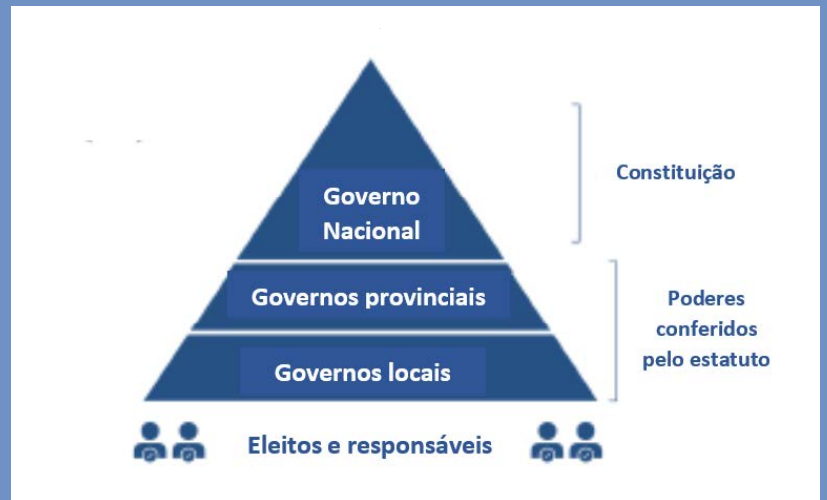 Governo
Nacional
Constituição
Governos provinciais
Poderes
conferidos
pelo estatuto
Governos locais
Eleitos e responsáveis